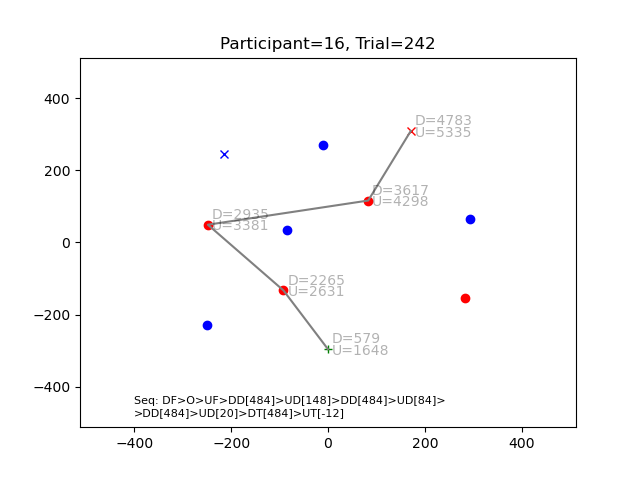 Participant=16, Trial=242
D=4783
U=5335
D=3617
U=4298
D=2935
U=3381
D=2265
U=2631
D=579
U=1648
Seq: DF>O>UF>DD[484]>UD[148]>DD[484]>UD[84]>
>DD[484]>UD[20]>DT[484]>UT[-12]
400
200
0
−200
−400
−400
−200
0
200
400